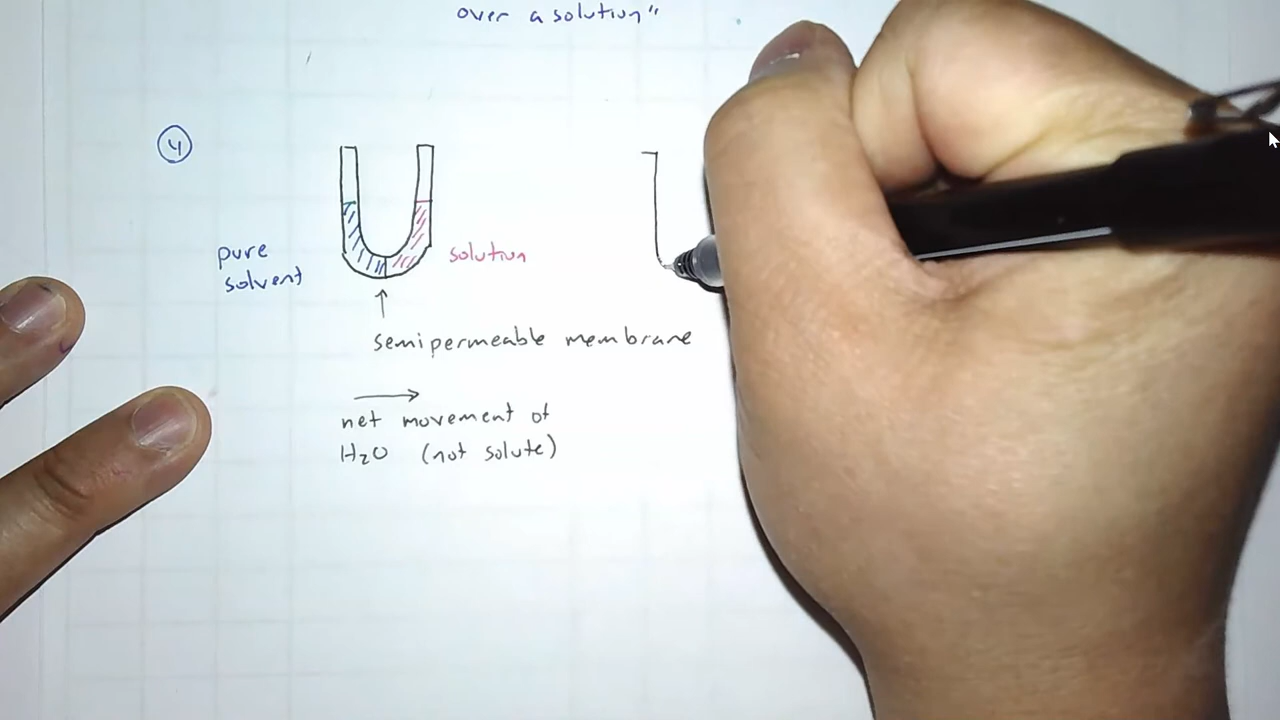 over a solution"
4
pure
solvent
solution
semipermeable membrane
net movement of
H₂O (not solute)